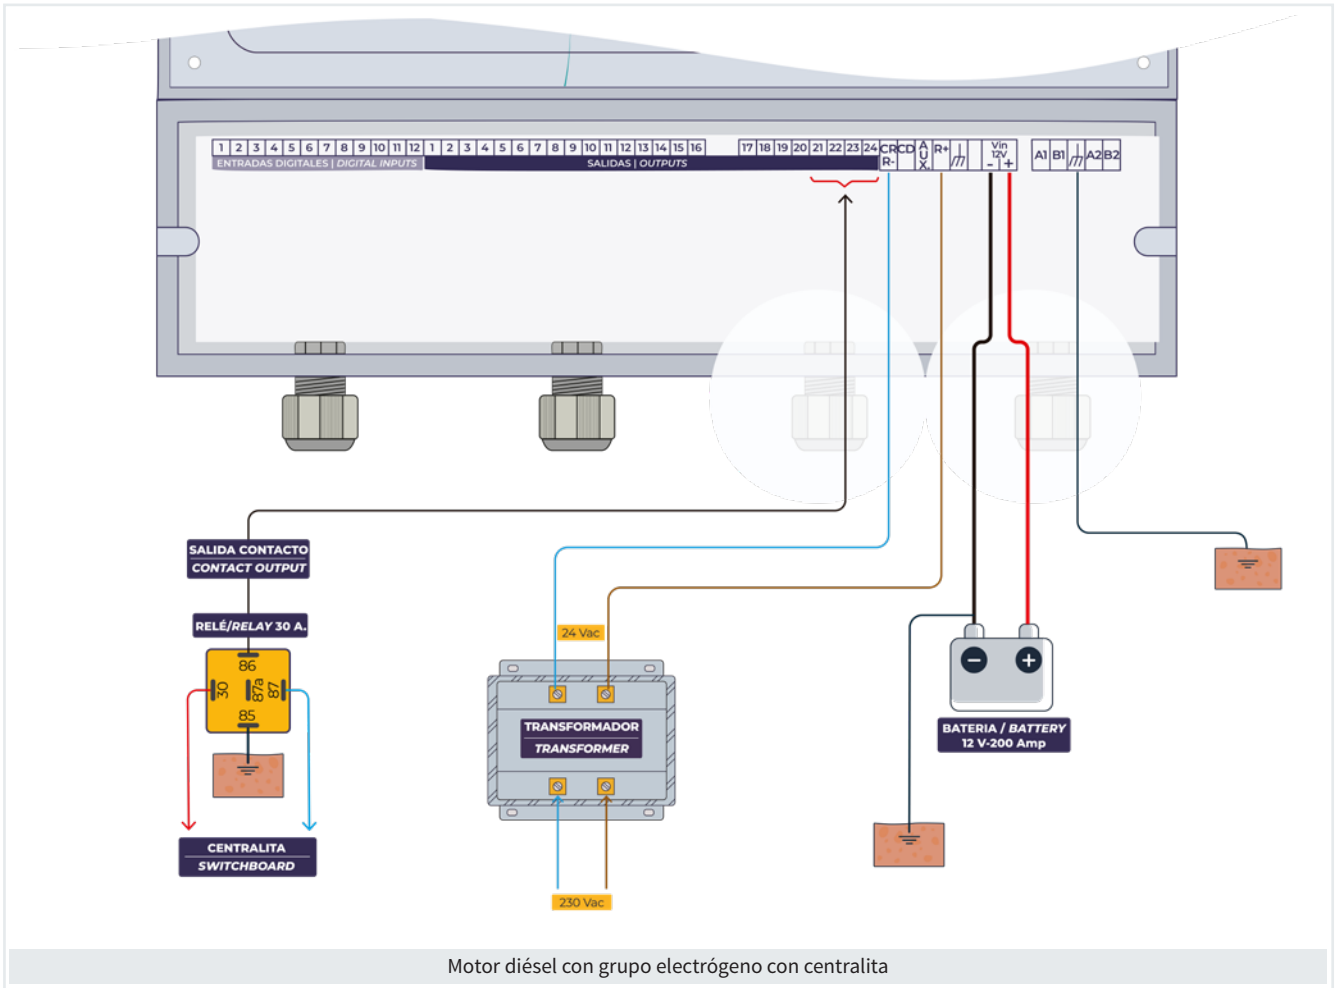 1 2 3 4 5 6 7 8 9 10 11 12 1 2 3 4 5 6 7 8 9 10 11 12 13 14 15 16 17 18 19 20 21 22 23 24
ENTRADAS DIGITALES | DIGITAL INPUTS
SALIDAS | OUTPUTS
CR
R-
CD
A
U
X.
R+
Vin
12V
- +
A1 B1 A2 B2
SALIDA CONTACTO
CONTACT OUTPUT
RELÉ/RELAY 30 A.
86
30
87a
87
85
CENTRALITA
SWITCHBOARD
24 Vac
TRANSFORMADOR
TRANSFORMER
230 Vac
- +
BATERIA / BATTERY
12 V-200 Amp
Motor diésel con grupo electrógeno con centralita